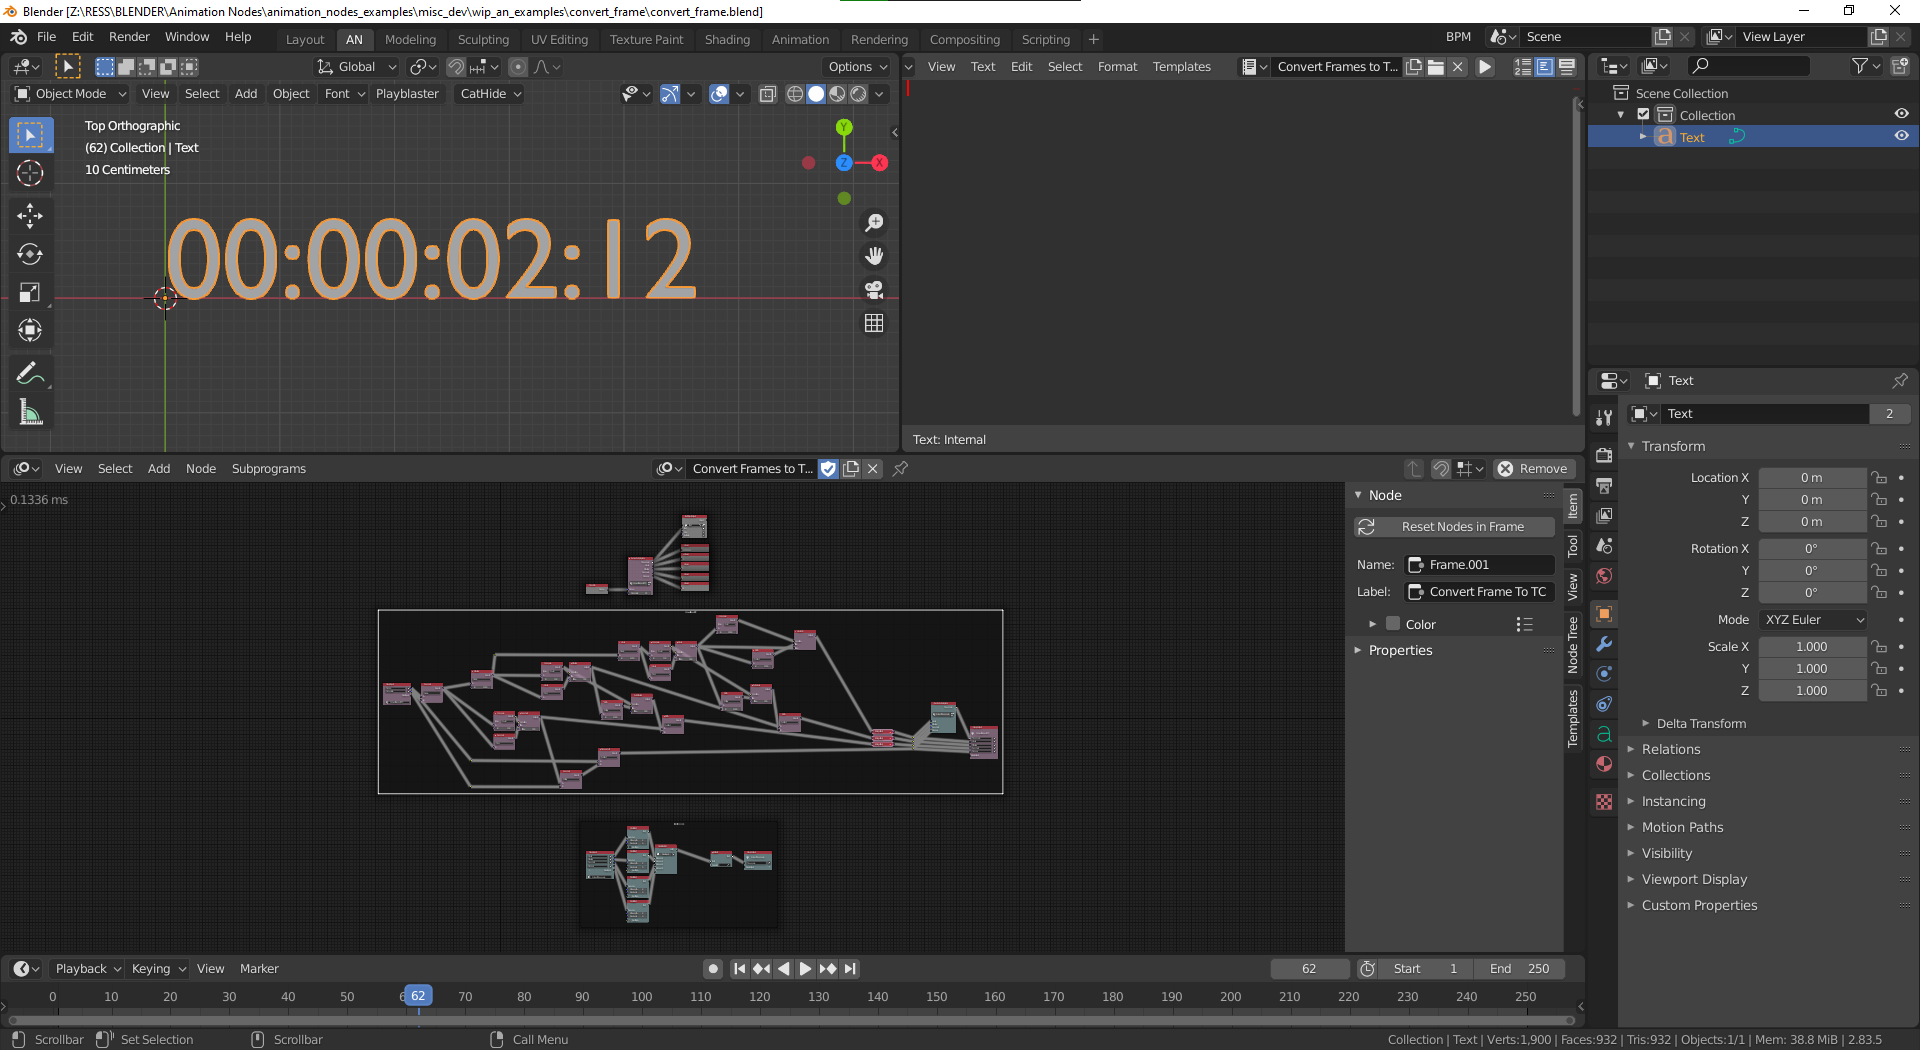 Blender [Z:\RESS\BLENDER\Animation Nodes\animation_nodes_examples\misc_dev\wip_an_examples\convert_frame\convert_frame.blend]
File Edit Render Window Help Layout AN Modeling Sculpting UV Editing Texture Paint Shading Animation Rendering Compositing Scripting + BPM Scene View Layer
Global Options
Object Mode View Select Add Object Font Playblaster CatHide
Top Orthographic
(62) Collection | Text
10 Centimeters
Y
Z X
00:00:02:12
View Text Edit Select Format Templates Convert Frames to T...
Text: Internal
Scene Collection
Collection
Text
Text
Text 2
Transform
Location X 0 m
Y 0 m
Z 0 m
Rotation X 0°
Y 0°
Z 0°
Mode XYZ Euler
Scale X 1.000
Y 1.000
Z 1.000
Delta Transform
Relations
Collections
Instancing
Motion Paths
Visibility
Viewport Display
Custom Properties
View Select Add Node Subprograms Convert Frames to T... Remove
0.1336 ms
Node
Reset Nodes in Frame
Name: Frame.001
Label: Convert Frame To TC
Color
Properties
Item
Tool
View
Node Tree
Templates
Playback Keying View Marker 62 Start 1 End 250
0 10 20 30 40 50 6 62 70 80 90 100 110 120 130 140 150 160 170 180 190 200 210 220 230 240 250
Scrollbar Set Selection Scrollbar Call Menu Collection | Text | Verts:1,900 | Faces:932 | Tris:932 | Objects:1/1 | Mem: 38.8 MiB | 2.83.5